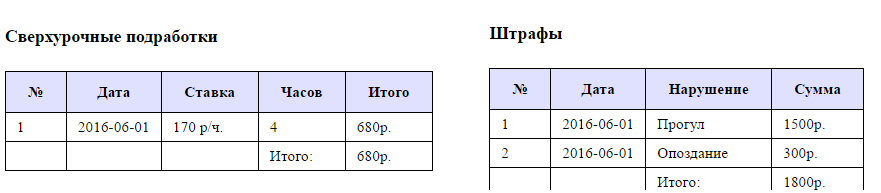 Сверхурочные подработки
№ Дата Ставка Часов Итого
1 2016-06-01 170 р/ч. 4 680р.
Итого: 680р.
Штрафы
№ Дата Нарушение Сумма
1 2016-06-01 Прогул 1500р.
2 2016-06-01 Опоздание 300р.
Итого: 1800р.